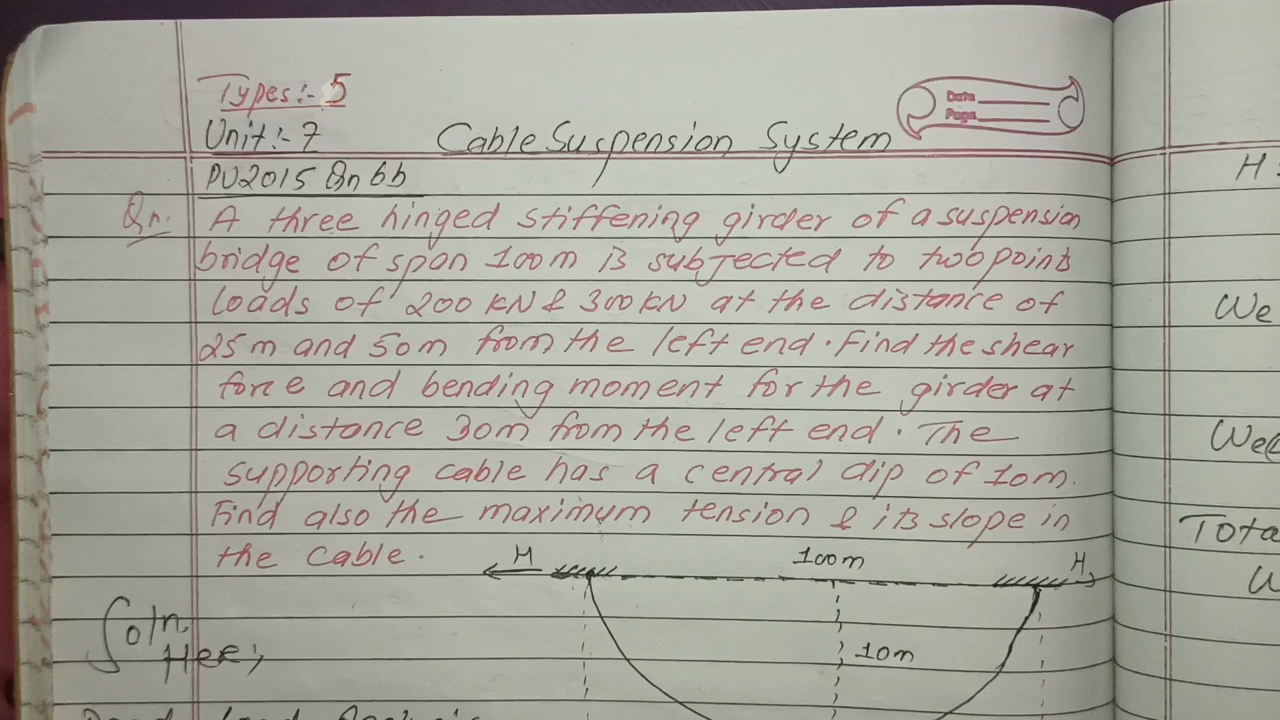 Types:- 5
Date
Page
Unit:- 7 Cable Suspension System
PU2015 Qn 6b
Qn. A three hinged stiffening girder of a suspension
bridge of span 100m is subjected to two points
loads of 200 KN & 300 KN at the distance of
25m and 50m from the left end. Find the shear
force and bending moment for the girder at
a distance 30m from the left end. The
supporting cable has a central dip of 10m.
Find also the maximum tension & its slope in
the cable.
H 100m H
10m
Soln
Here,
H
We
Tota